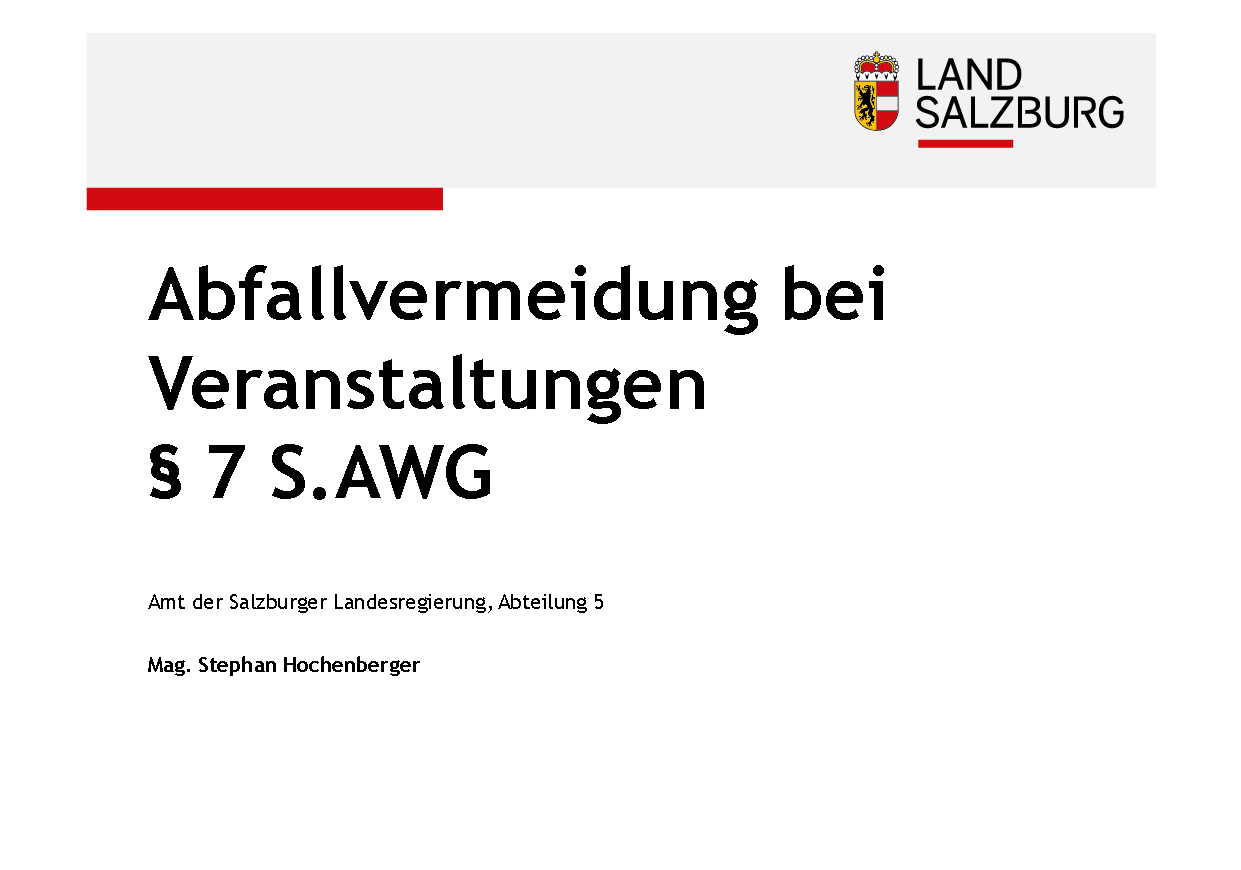 LAND
SALZBURG
Abfallvermeidung bei
Veranstaltungen
§ 7 S.AWG
Amt der Salzburger Landesregierung, Abteilung 5
Mag. Stephan Hochenberger